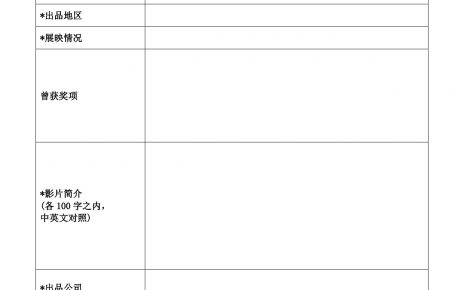 *出品地区
*展映情况
曾获奖项
*影片简介
(各 100 字之内，
中英文对照)
*出品公司